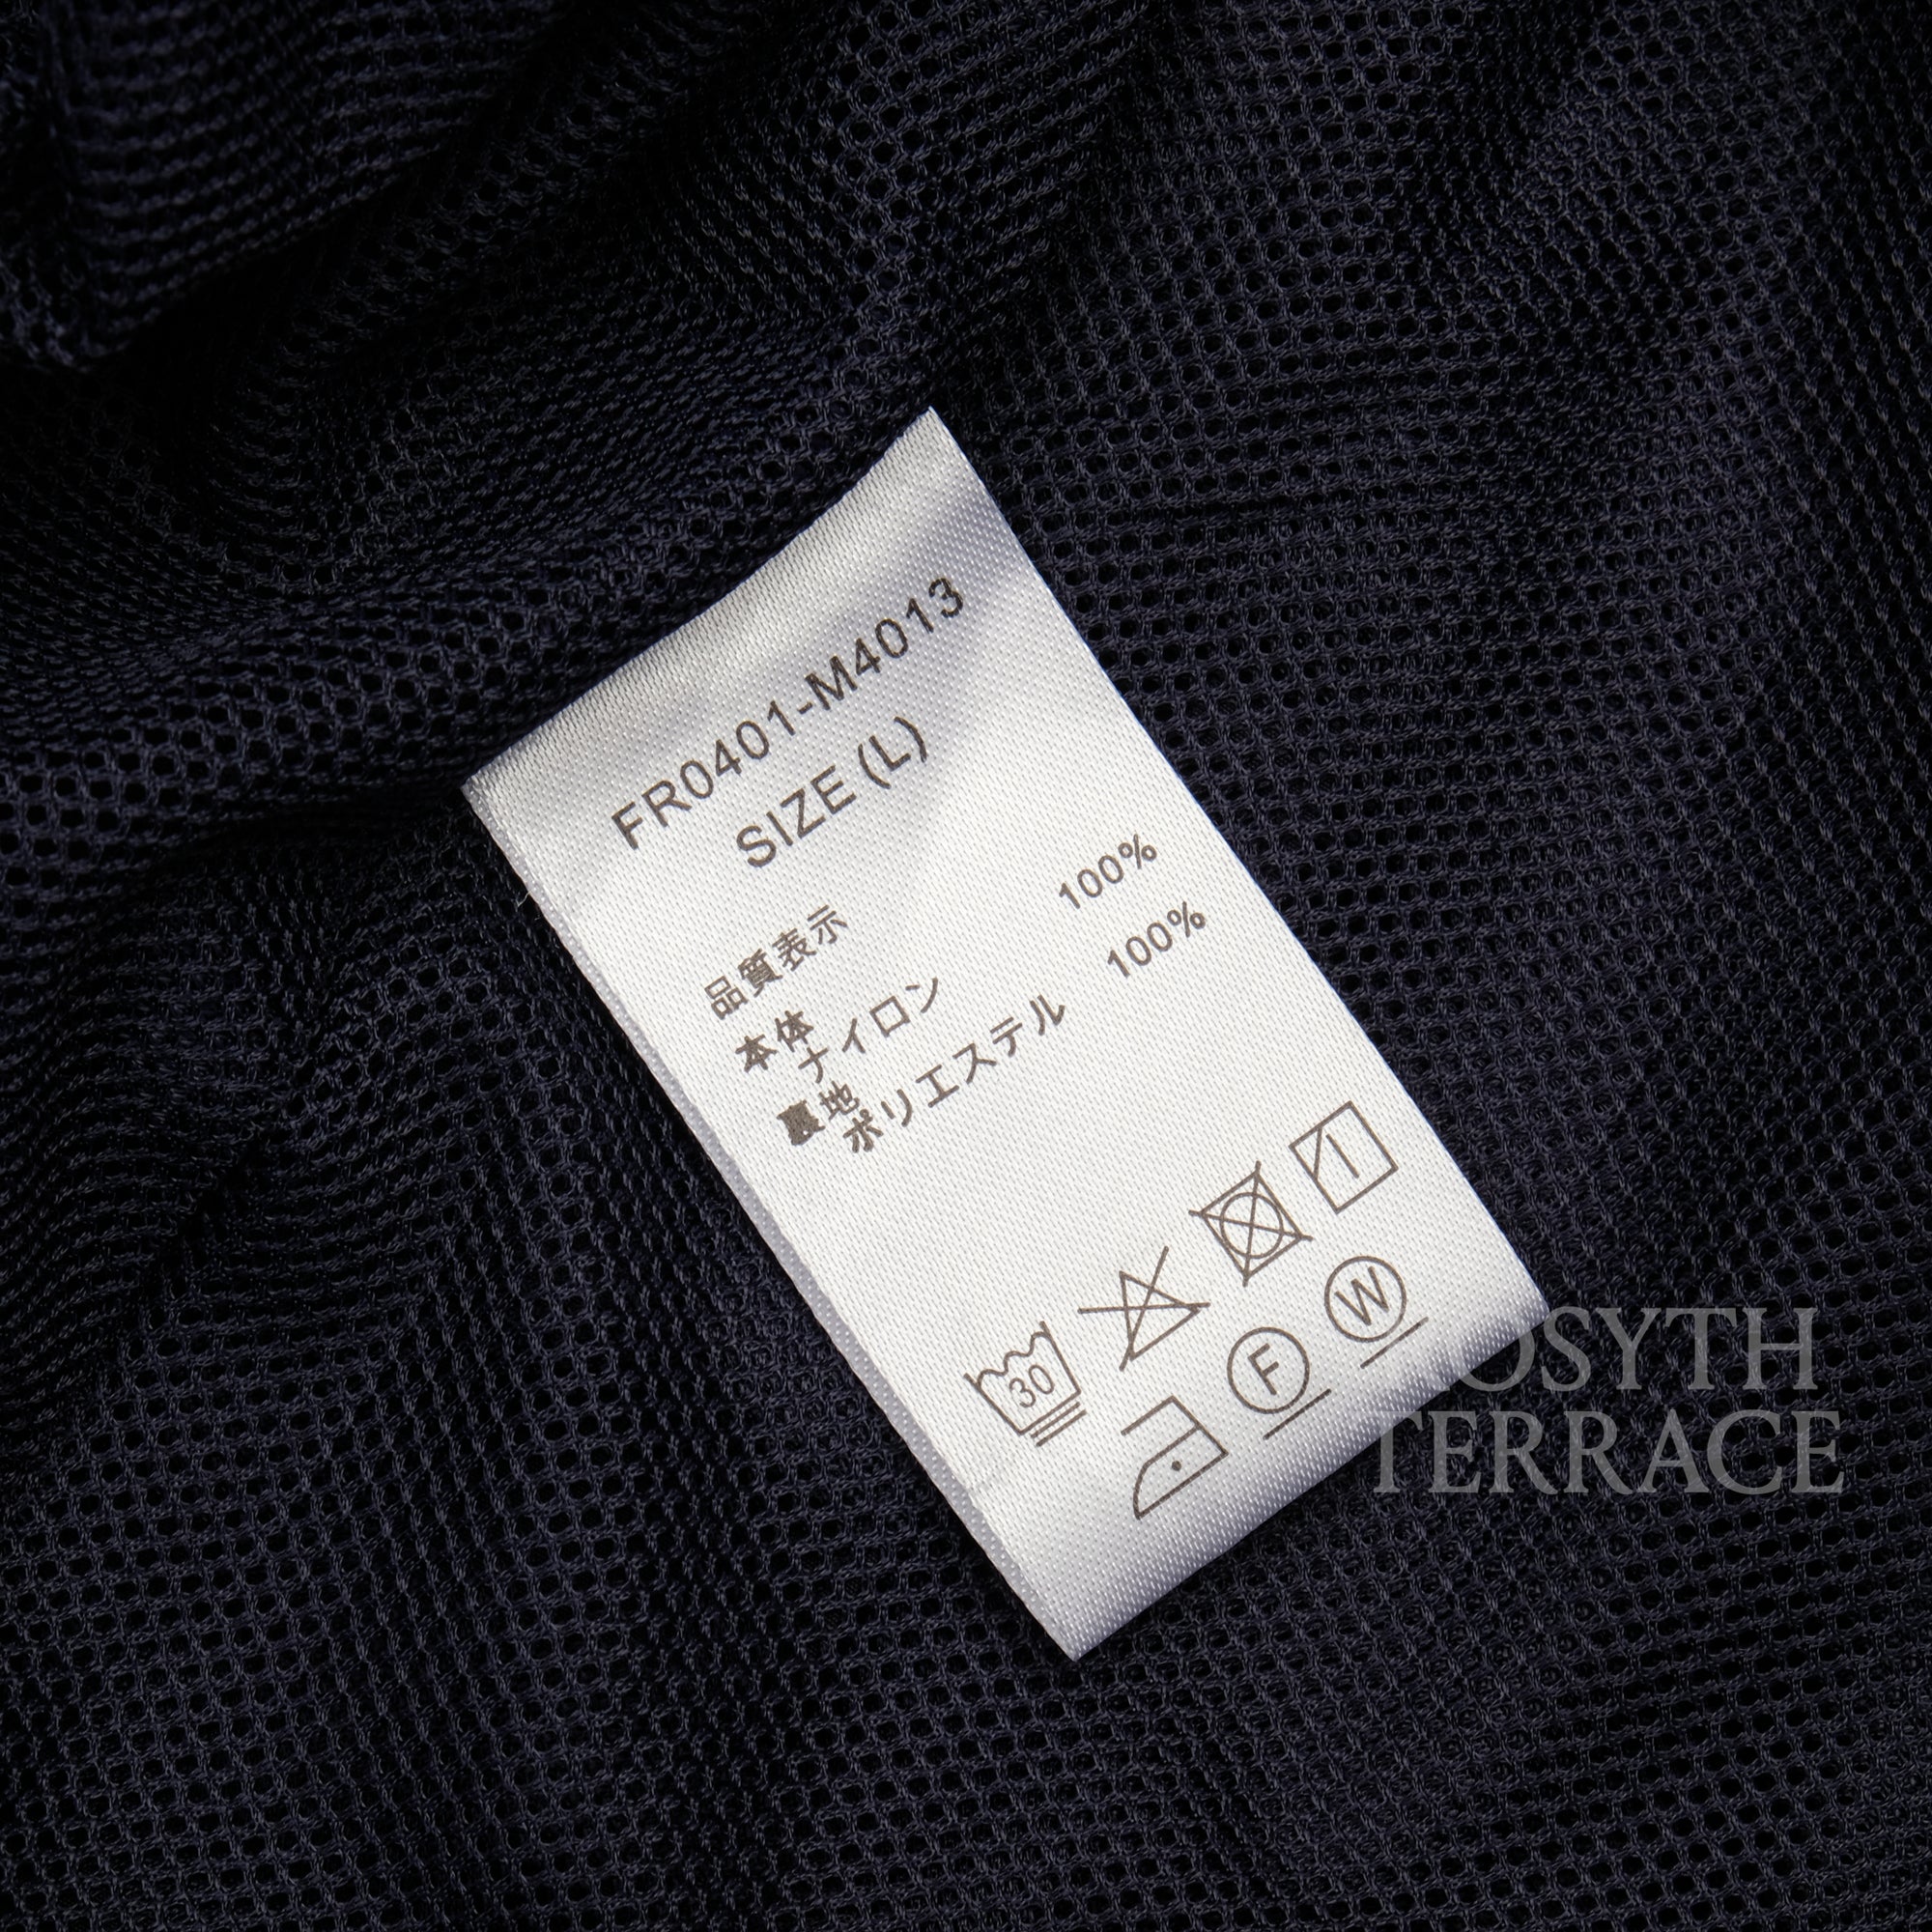 FR0401-M4013
SIZE (L)
品質表示
本体
ナイロン 100%
裏地
ポリエステル 100%
30
F
W
OSYTH
TERRACE